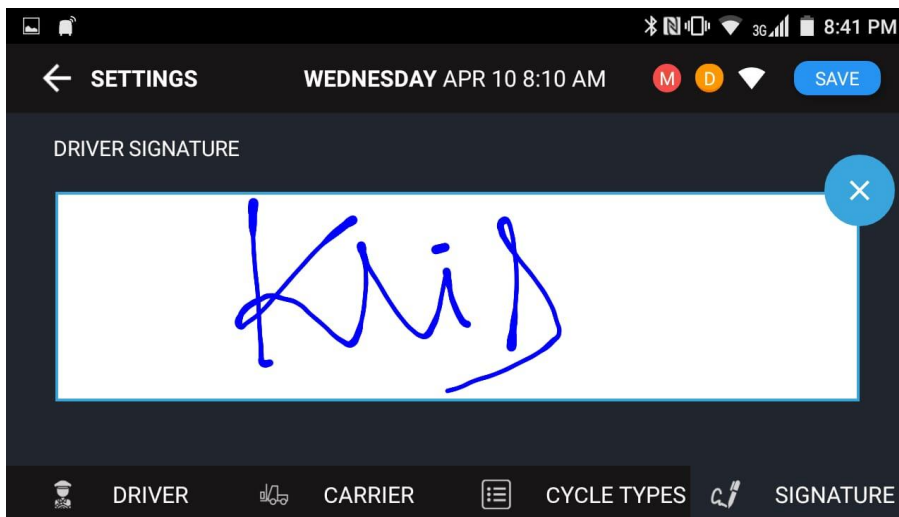 3G 8:41 PM
SETTINGS WEDNESDAY APR 10 8:10 AM M D SAVE
DRIVER SIGNATURE
Kris
DRIVER CARRIER CYCLE TYPES SIGNATURE